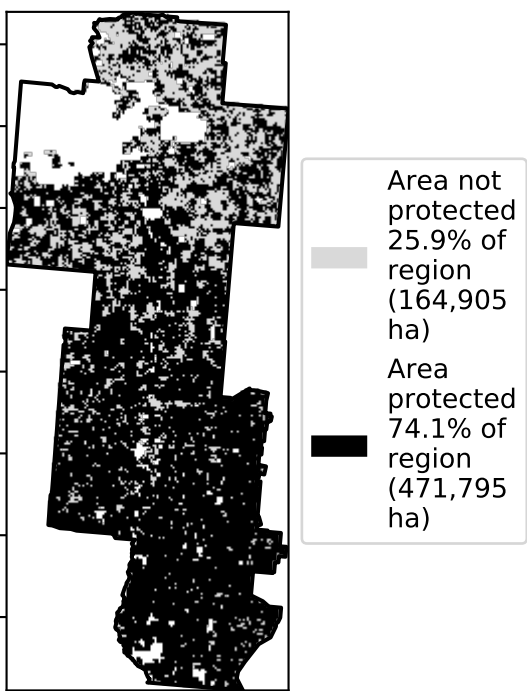 Area not
protected
25.9% of
region
(164,905
ha)
Area
protected
74.1% of
region
(471,795
ha)